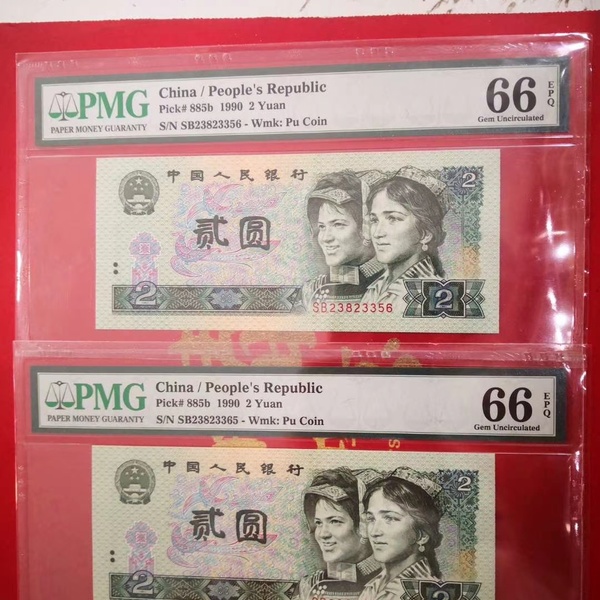 PMG
PAPER MONEY GUARANTY
China / People's Republic
Pick# 885b 1990 2 Yuan
S/N SB23823356 - Wmk: Pu Coin
66
EPQ
Gem Uncirculated
中国人民银行
贰圆
2
2
2
SB23823356
PMG
PAPER MONEY GUARANTY
China / People's Republic
Pick# 885b 1990 2 Yuan
S/N SB23823365 - Wmk: Pu Coin
66
EPQ
Gem Uncirculated
中国人民银行
贰圆
2
2
2